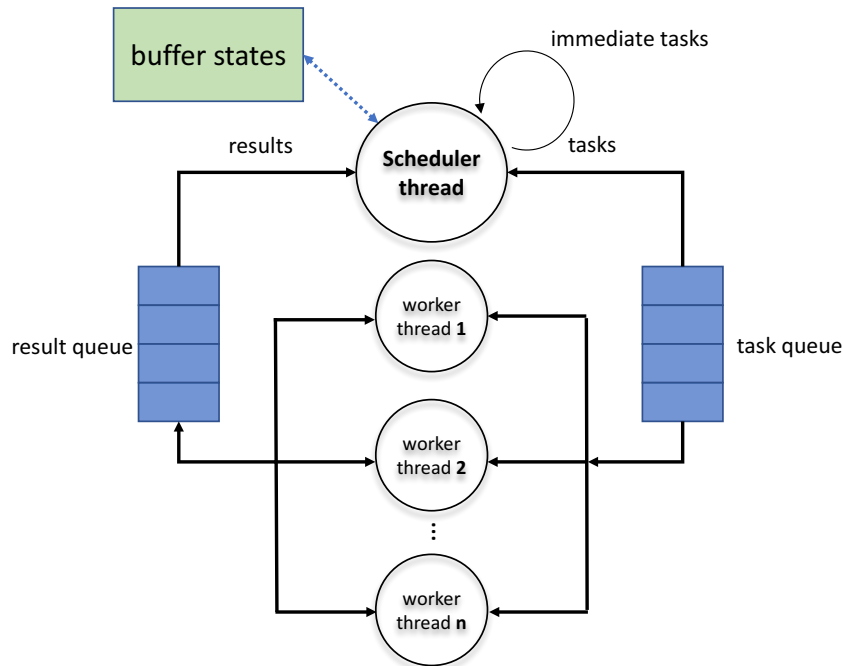 buffer states
immediate tasks
results
Scheduler
thread
tasks
worker
thread 1
result queue
task queue
worker
thread 2
...
worker
thread n